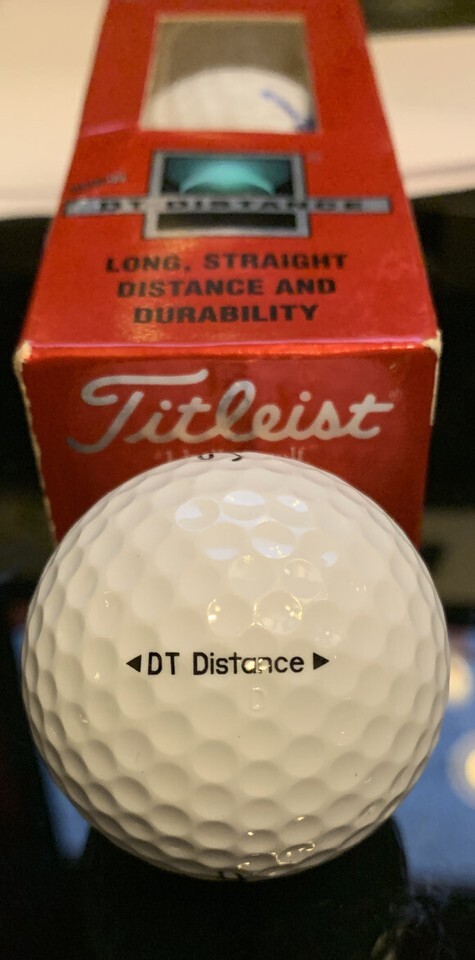 DT DISTANCE
LONG, STRAIGHT
DISTANCE AND
DURABILITY
Titleist
◀DT Distance▶